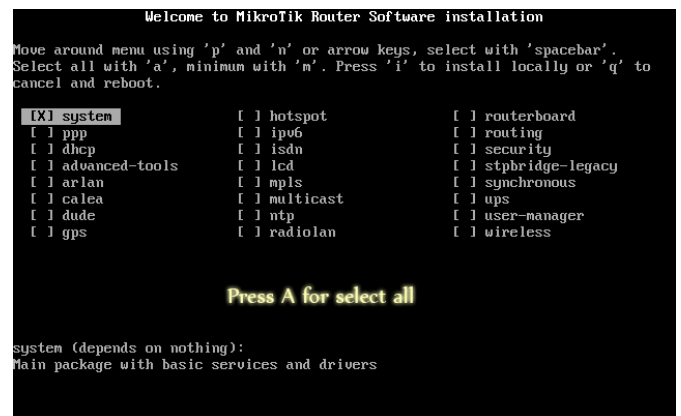 Welcome to MikroTik Router Software installation
Move around menu using 'p' and 'n' or arrow keys, select with 'spacebar'.
Select all with 'a', minimum with 'm'. Press 'i' to install locally or 'q' to
cancel and reboot.
[X] system [ ] hotspot [ ] routerboard
[ ] ppp [ ] ipv6 [ ] routing
[ ] dhcp [ ] isdn [ ] security
[ ] advanced-tools [ ] lcd [ ] stpbridge-legacy
[ ] arlan [ ] mpls [ ] synchronous
[ ] calea [ ] multicast [ ] ups
[ ] dude [ ] ntp [ ] user-manager
[ ] gps [ ] radiolan [ ] wireless
Press A for select all
system (depends on nothing):
Main package with basic services and drivers